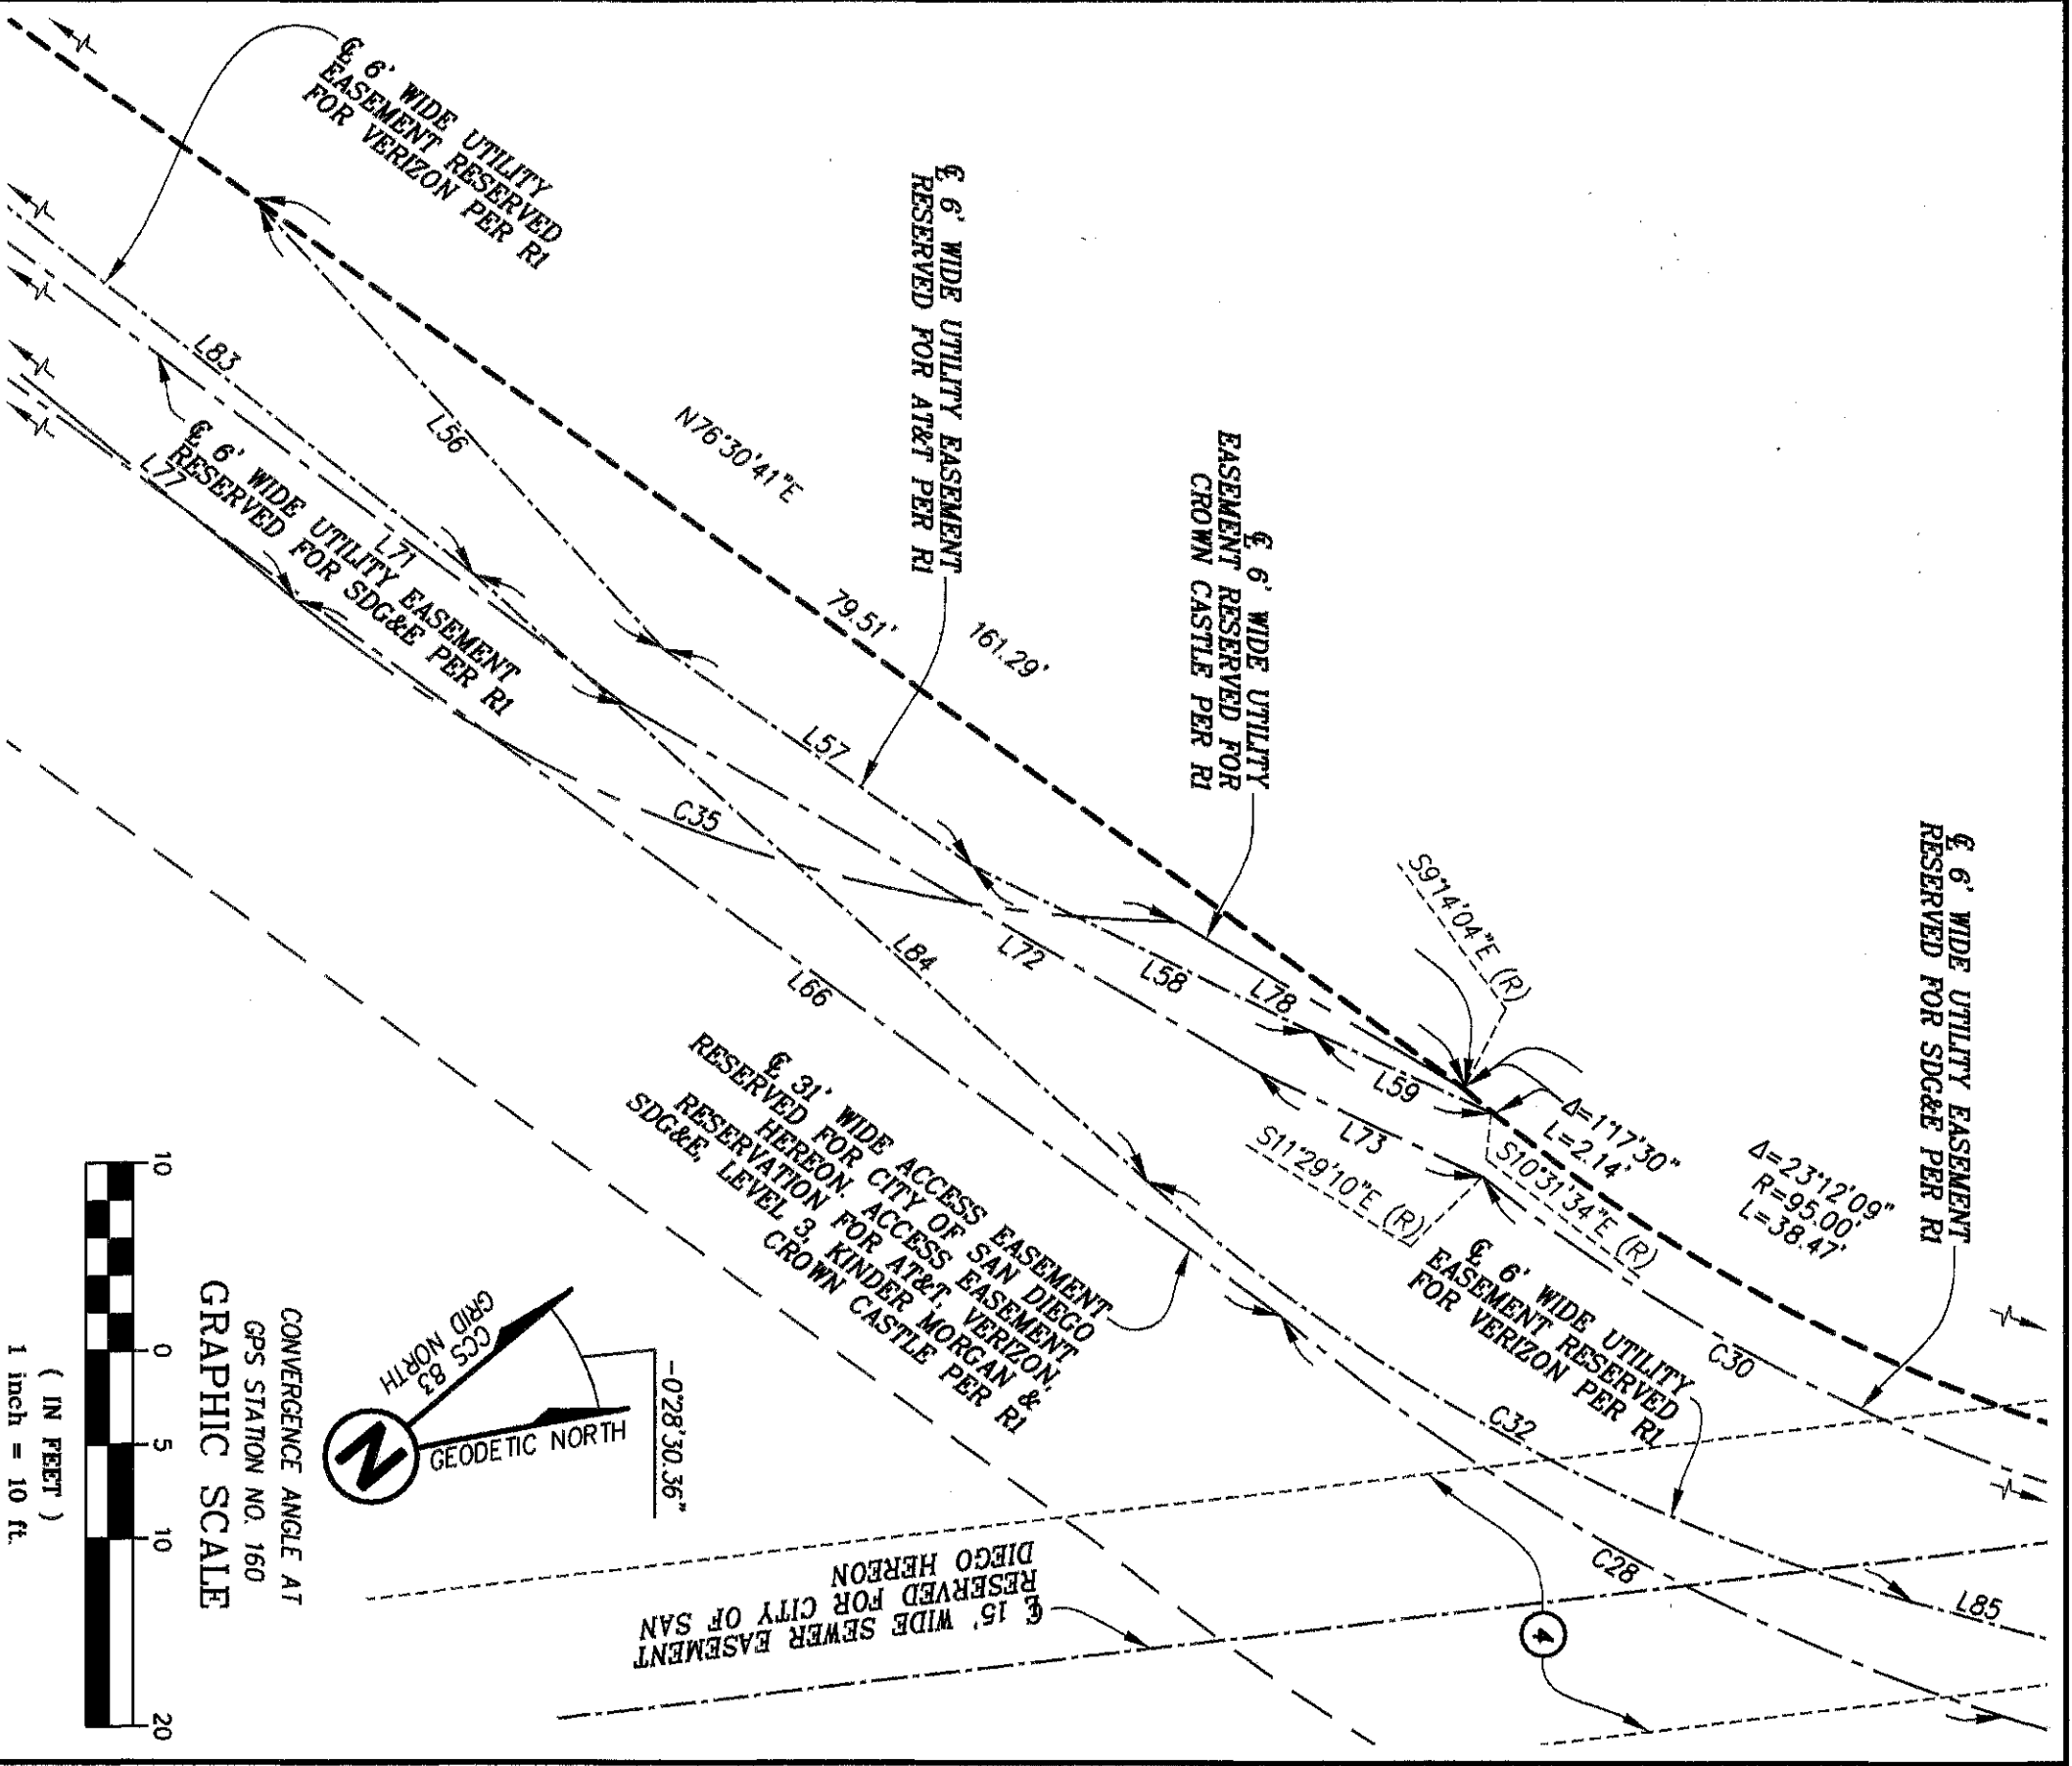 ℄ 6' WIDE UTILITY
EASEMENT RESERVED
FOR VERIZON PER R1
℄ 6' WIDE UTILITY EASEMENT
RESERVED FOR AT&T PER R1
℄ 6' WIDE UTILITY
EASEMENT RESERVED FOR
CROWN CASTLE PER R1
℄ 6' WIDE UTILITY EASEMENT
RESERVED FOR SDG&E PER R1
N76°30'41"E
79.51'
161.29'
S9°14'04"E (R)
Δ=1°17'30"
L=2.14'
Δ=23°12'09"
R=95.00'
L=38.47'
S10°31'34"E (R)
S11°29'10"E (R)
L83
L56
L77
L71
℄ 6' WIDE UTILITY EASEMENT
RESERVED FOR SDG&E PER R1
L57
C35
L72
L58
L78
L59
L73
L84
L66
C30
C32
C28
L85
℄ 6' WIDE UTILITY
EASEMENT RESERVED
FOR VERIZON PER R1
℄ 31' WIDE ACCESS EASEMENT
RESERVED FOR CITY OF SAN DIEGO
HEREON. ACCESS EASEMENT
RESERVATION FOR AT&T, VERIZON,
SDG&E, LEVEL 3, KINDER MORGAN &
CROWN CASTLE PER R1
℄ 15' WIDE SEWER EASEMENT
RESERVED FOR CITY OF SAN
DIEGO HEREON
4
-0°28'30.36"
GEODETIC NORTH
CCS 83
GRID NORTH
N
CONVERGENCE ANGLE AT
GPS STATION NO. 160
GRAPHIC SCALE
10 0 5 10 20
( IN FEET )
1 inch = 10 ft.